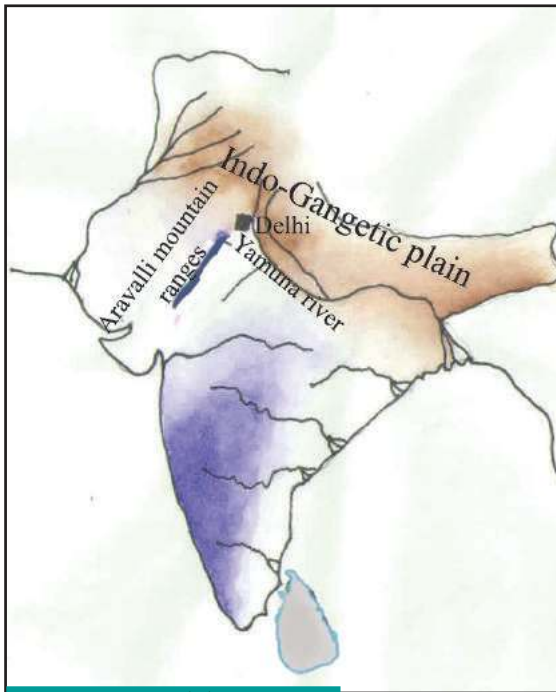 Indo-Gangetic plain
Delhi
Aravalli mountain
ranges
Yamuna river